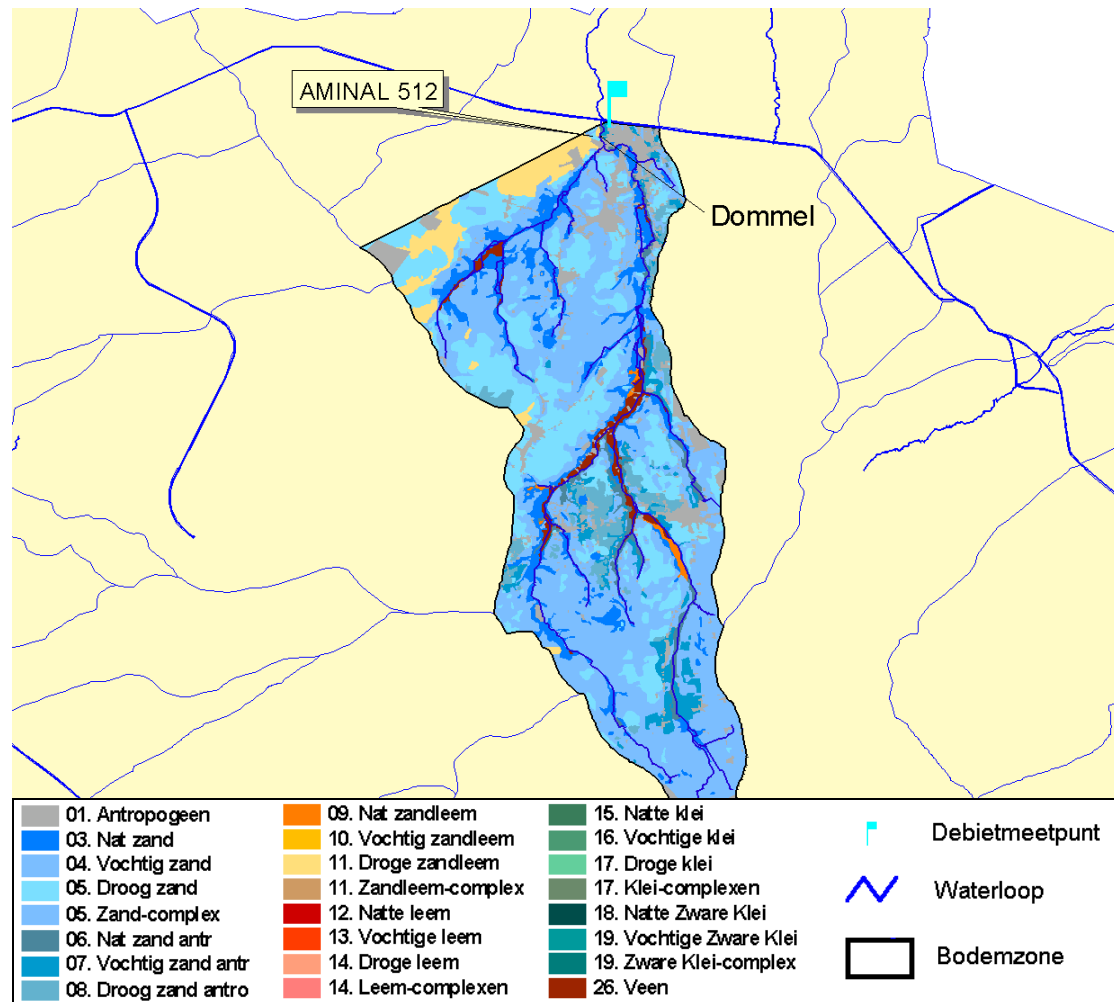 AMINAL 512
Dommel
01. Antropogeen
03. Nat zand
04. Vochtig zand
05. Droog zand
05. Zand-complex
06. Nat zand antr
07. Vochtig zand antr
08. Droog zand antro
09. Nat zandleem
10. Vochtig zandleem
11. Droge zandleem
11. Zandleem-complex
12. Natte leem
13. Vochtige leem
14. Droge leem
14. Leem-complexen
15. Natte klei
16. Vochtige klei
17. Droge klei
17. Klei-complexen
18. Natte Zware Klei
19. Vochtige Zware Klei
19. Zware Klei-complex
26. Veen
Debietmeetpunt
Waterloop
Bodemzone